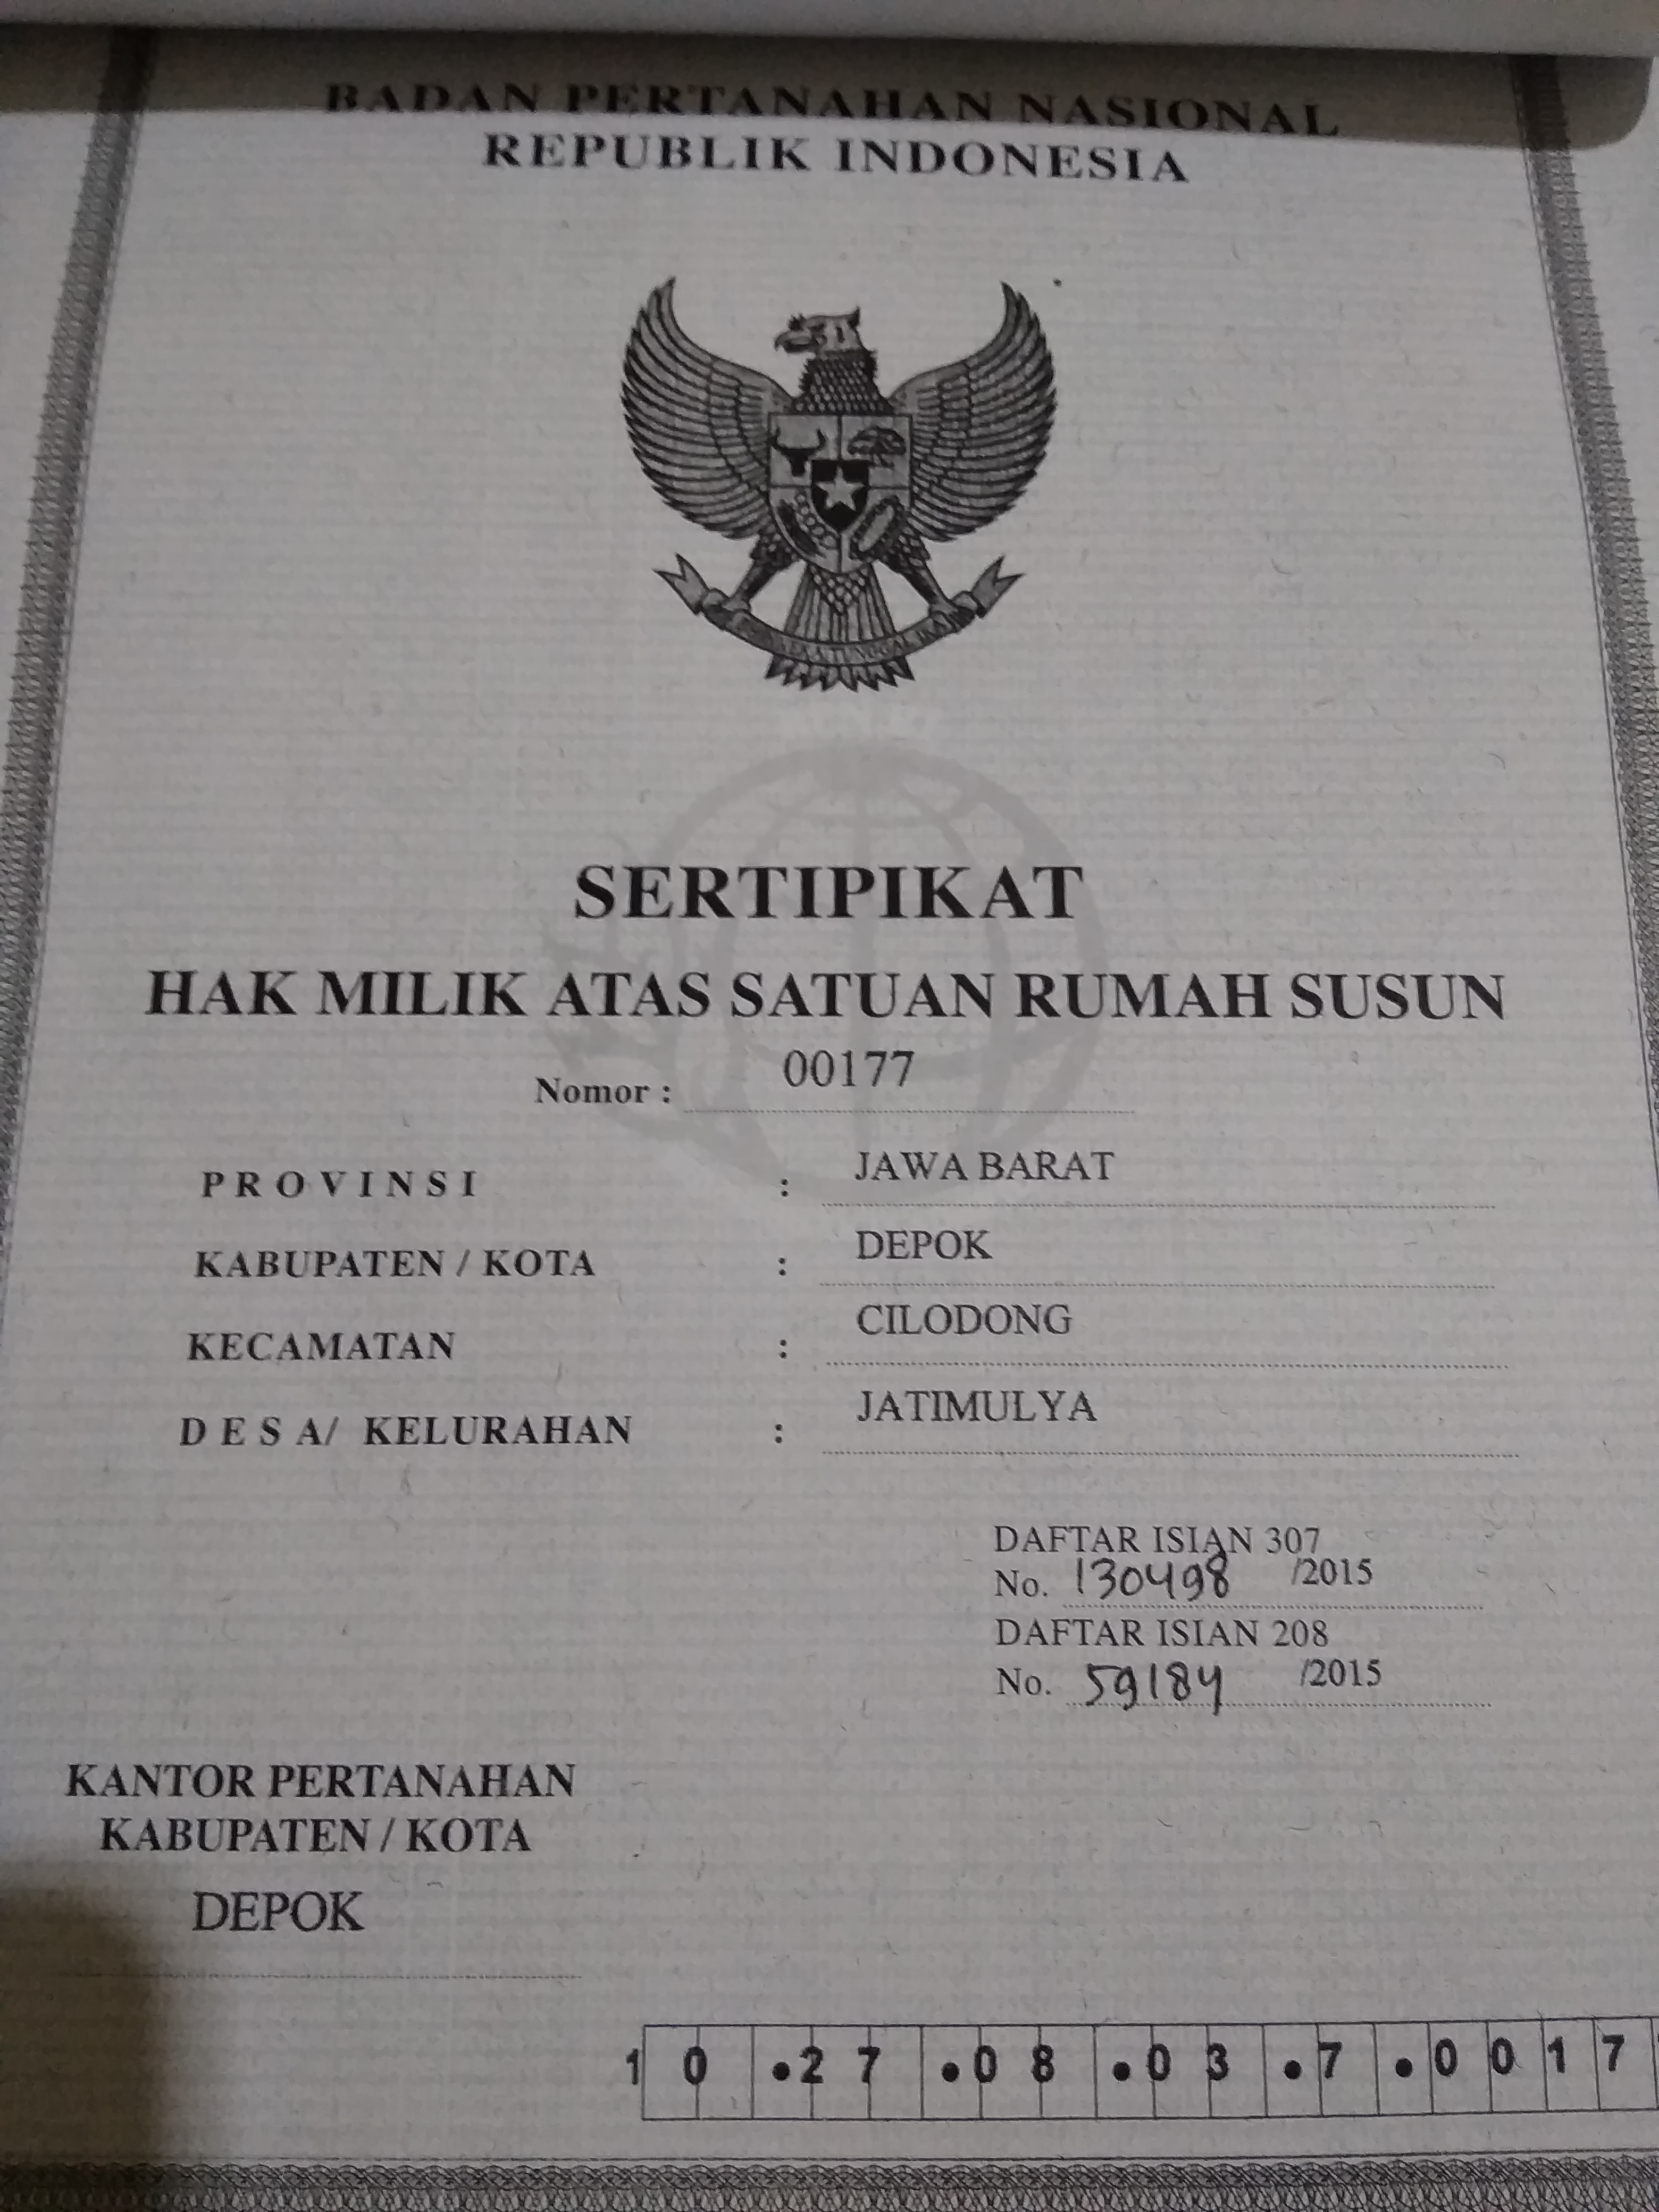 BADAN PERTANAHAN NASIONAL
REPUBLIK INDONESIA
SERTIPIKAT
HAK MILIK ATAS SATUAN RUMAH SUSUN
Nomor : 00177
PROVINSI : JAWA BARAT
KABUPATEN / KOTA : DEPOK
KECAMATAN : CILODONG
DESA/ KELURAHAN : JATIMULYA
DAFTAR ISIAN 307
No. 130498 /2015
DAFTAR ISIAN 208
No. 59184 /2015
KANTOR PERTANAHAN
KABUPATEN / KOTA
DEPOK
10.27.08.03.7.0017